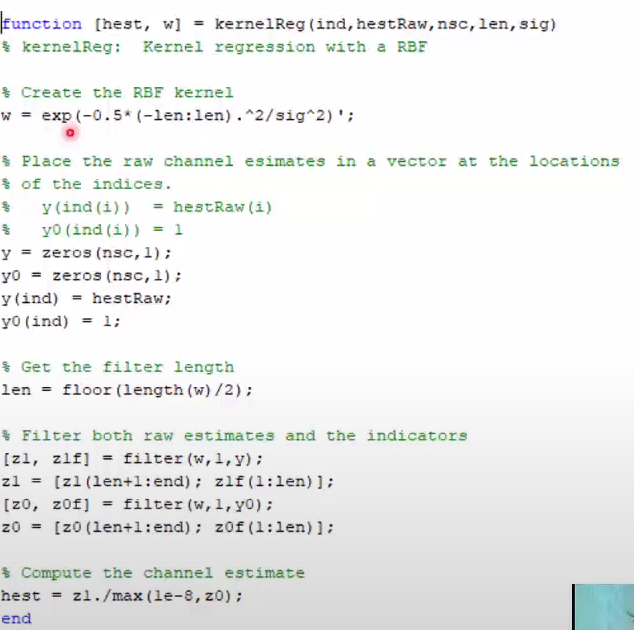 function [hest, w] = kernelReg(ind,hestRaw,nsc,len,sig)
% kernelReg:  Kernel regression with a RBF
% Create the RBF kernel
w = exp(-0.5*(-len:len).^2/sig^2)';
% Place the raw channel esimates in a vector at the locations
% of the indices.
%   y(ind(i))  = hestRaw(i)
%   y0(ind(i)) = 1
y = zeros(nsc,1);
y0 = zeros(nsc,1);
y(ind) = hestRaw;
y0(ind) = 1;
% Get the filter length
len = floor(length(w)/2);
% Filter both raw estimates and the indicators
[z1, z1f] = filter(w,1,y);
z1 = [z1(len+1:end); z1f(1:len)];
[z0, z0f] = filter(w,1,y0);
z0 = [z0(len+1:end); z0f(1:len)];
% Compute the channel estimate
hest = z1./max(1e-8,z0);
end